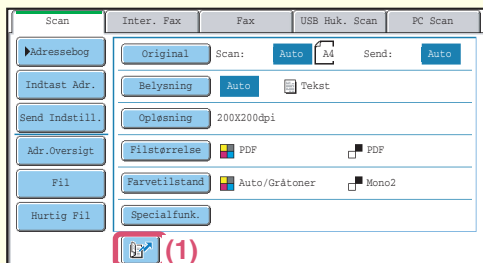 Scan Inter. Fax Fax USB Huk. Scan PC Scan
Adressebog Original Scan: Auto A4 Send: Auto
Indtast Adr. Belysning Auto Tekst
Send Indstill. Opløsning 200X200dpi
Adr.Oversigt Filstørrelse PDF PDF
Fil Farvetilstand Auto/Gråtoner Mono2
Hurtig Fil Specialfunk.
(1)